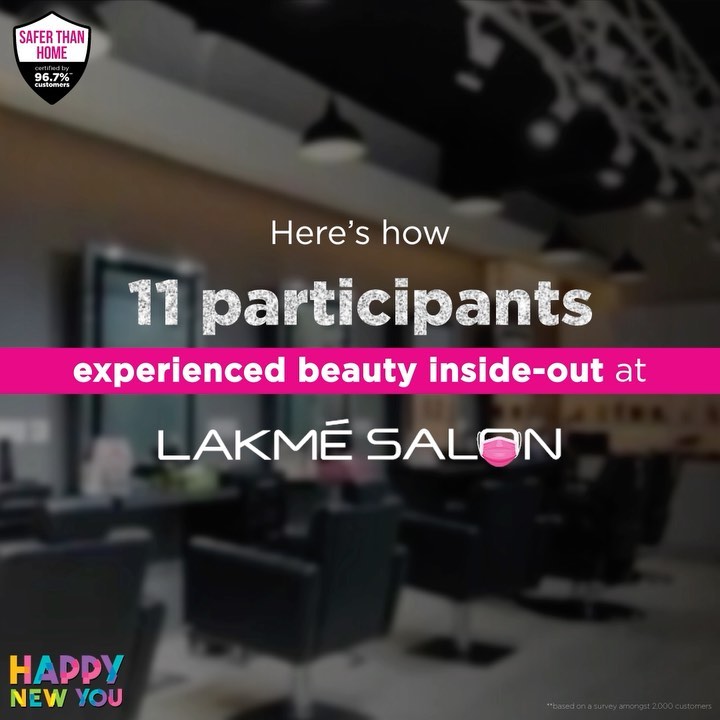 SAFER THAN
HOME
certified by
96.7%**
customers
Here's how
11 participants
experienced beauty inside-out at
LAKMÉ SALON
HAPPY
NEW YOU
**based on a survey amongst 2,000 customers